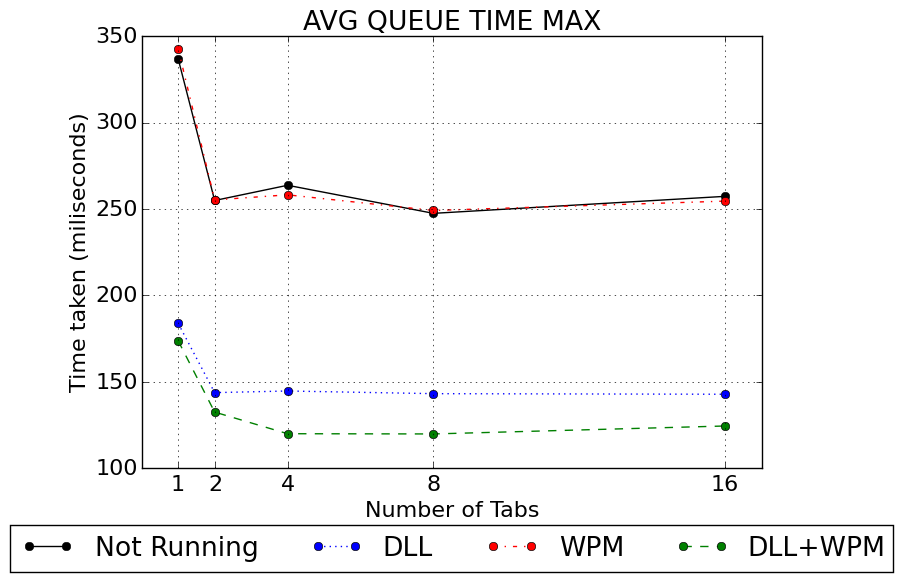 AVG QUEUE TIME MAX
Time taken (miliseconds)
350
300
250
200
150
100
1 2 4 8 16
Number of Tabs
Not Running DLL WPM DLL+WPM